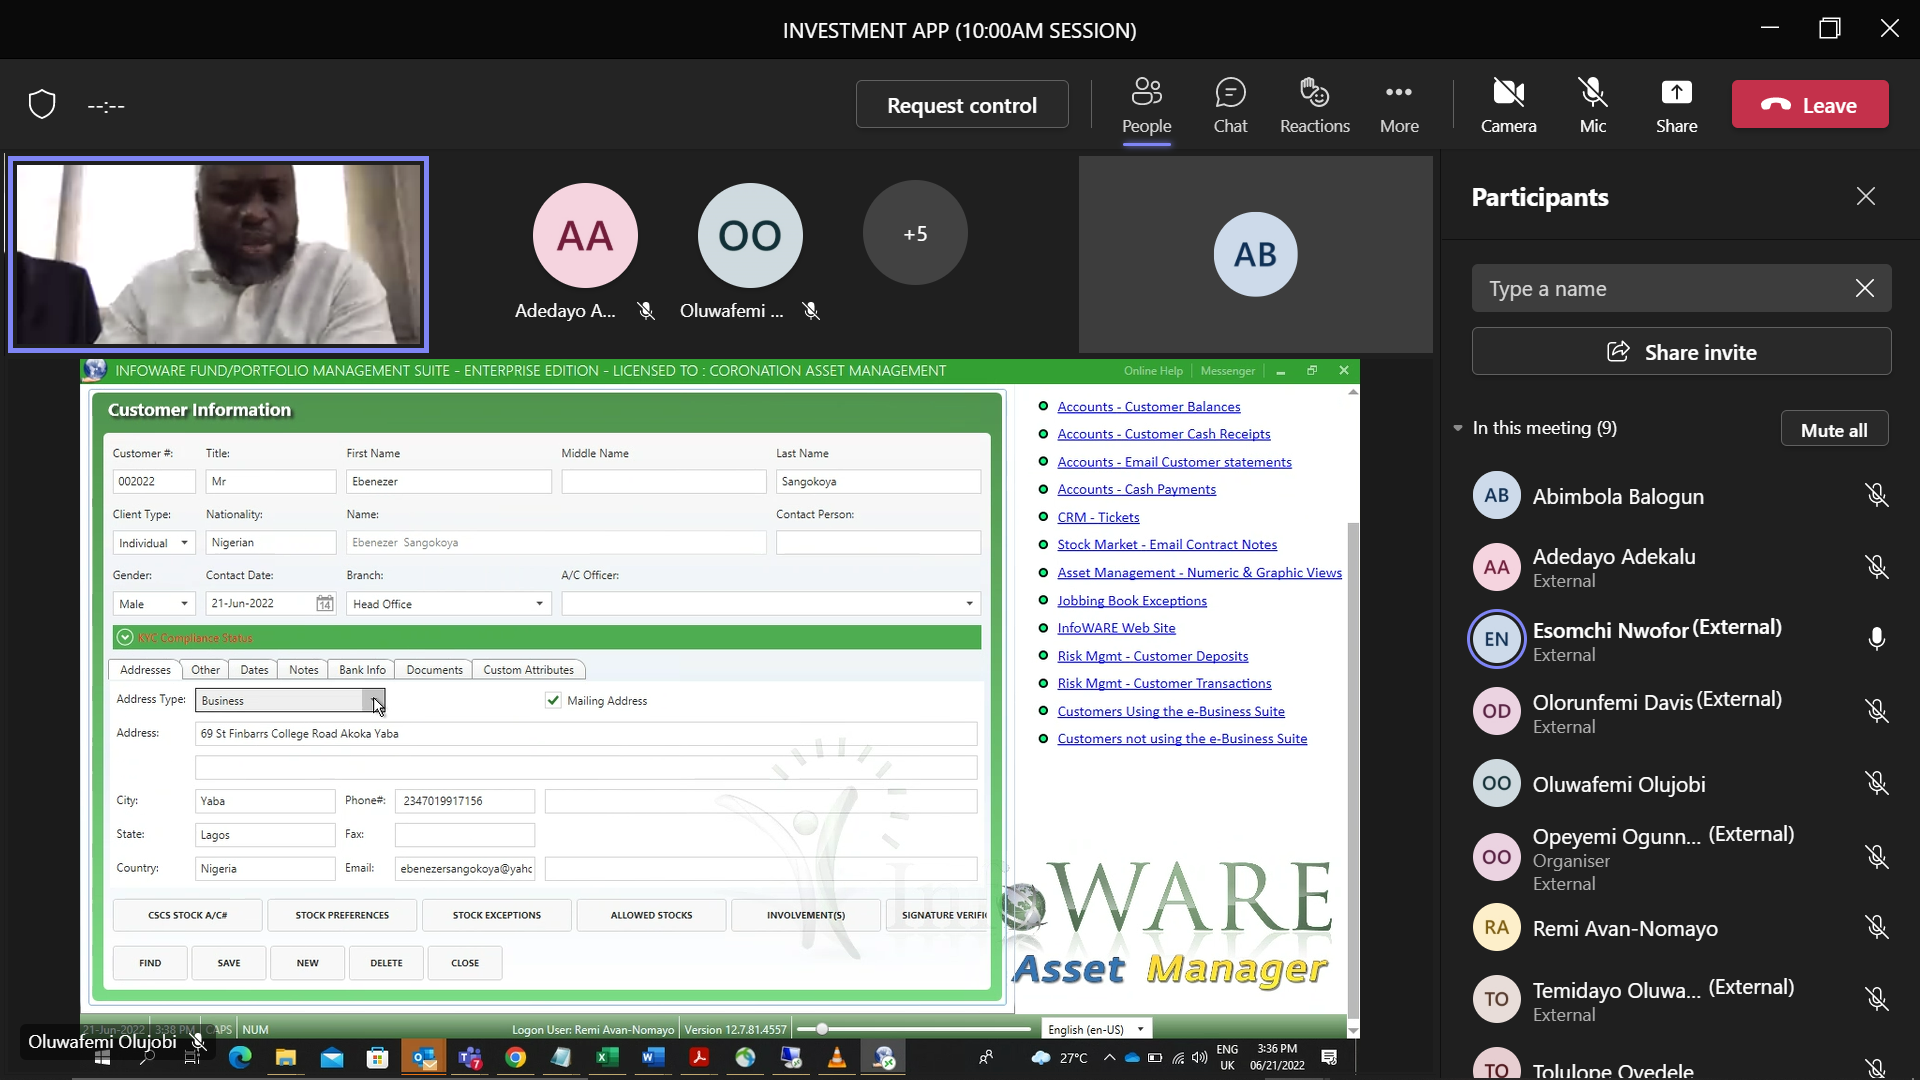 INVESTMENT APP (10:00AM SESSION)
--:--
Request control
People
Chat
Reactions
More
Camera
Mic
Share
Leave
AA
Adedayo A...
OO
Oluwafemi ...
+5
AB
INFOWARE FUND/PORTFOLIO MANAGEMENT SUITE - ENTERPRISE EDITION - LICENSED TO : CORONATION ASSET MANAGEMENT
Online Help
Messenger
Customer Information
Customer #: Title: First Name Middle Name Last Name
002022 Mr Ebenezer Sangokoya
Client Type: Nationality: Name: Contact Person:
Individual Nigerian Ebenezer Sangokoya
Gender: Contact Date: Branch: A/C Officer:
Male 21-Jun-2022 14 Head Office
KYC Compliance Status
Addresses Other Dates Notes Bank Info Documents Custom Attributes
Address Type: Business Mailing Address
Address: 69 St Finbarrs College Road Akoka Yaba
City: Yaba Phone#: 2347019917156
State: Lagos Fax:
Country: Nigeria Email: ebenezersangokoya@yahc
CSCS STOCK A/C# STOCK PREFERENCES STOCK EXCEPTIONS ALLOWED STOCKS INVOLVEMENT(S) SIGNATURE VERIFI
FIND SAVE NEW DELETE CLOSE
Accounts - Customer Balances
Accounts - Customer Cash Receipts
Accounts - Email Customer statements
Accounts - Cash Payments
CRM - Tickets
Stock Market - Email Contract Notes
Asset Management - Numeric & Graphic Views
Jobbing Book Exceptions
InfoWARE Web Site
Risk Mgmt - Customer Deposits
Risk Mgmt - Customer Transactions
Customers Using the e-Business Suite
Customers not using the e-Business Suite
InfoWARE
Asset Manager
21-Jun-2022 3:38 PM CAPS NUM Logon User: Remi Avan-Nomayo Version 12.7.81.4557 English (en-US)
Oluwafemi Olujobi
27°C
ENG
UK
3:36 PM
06/21/2022
Participants
Type a name
Share invite
In this meeting (9)
Mute all
AB Abimbola Balogun
AA Adedayo Adekalu
External
EN Esomchi Nwofor (External)
External
OD Olorunfemi Davis (External)
External
OO Oluwafemi Olujobi
OO Opeyemi Ogunn... (External)
Organiser
External
RA Remi Avan-Nomayo
TO Temidayo Oluwa... (External)
External
TO Tolulope Oyedele